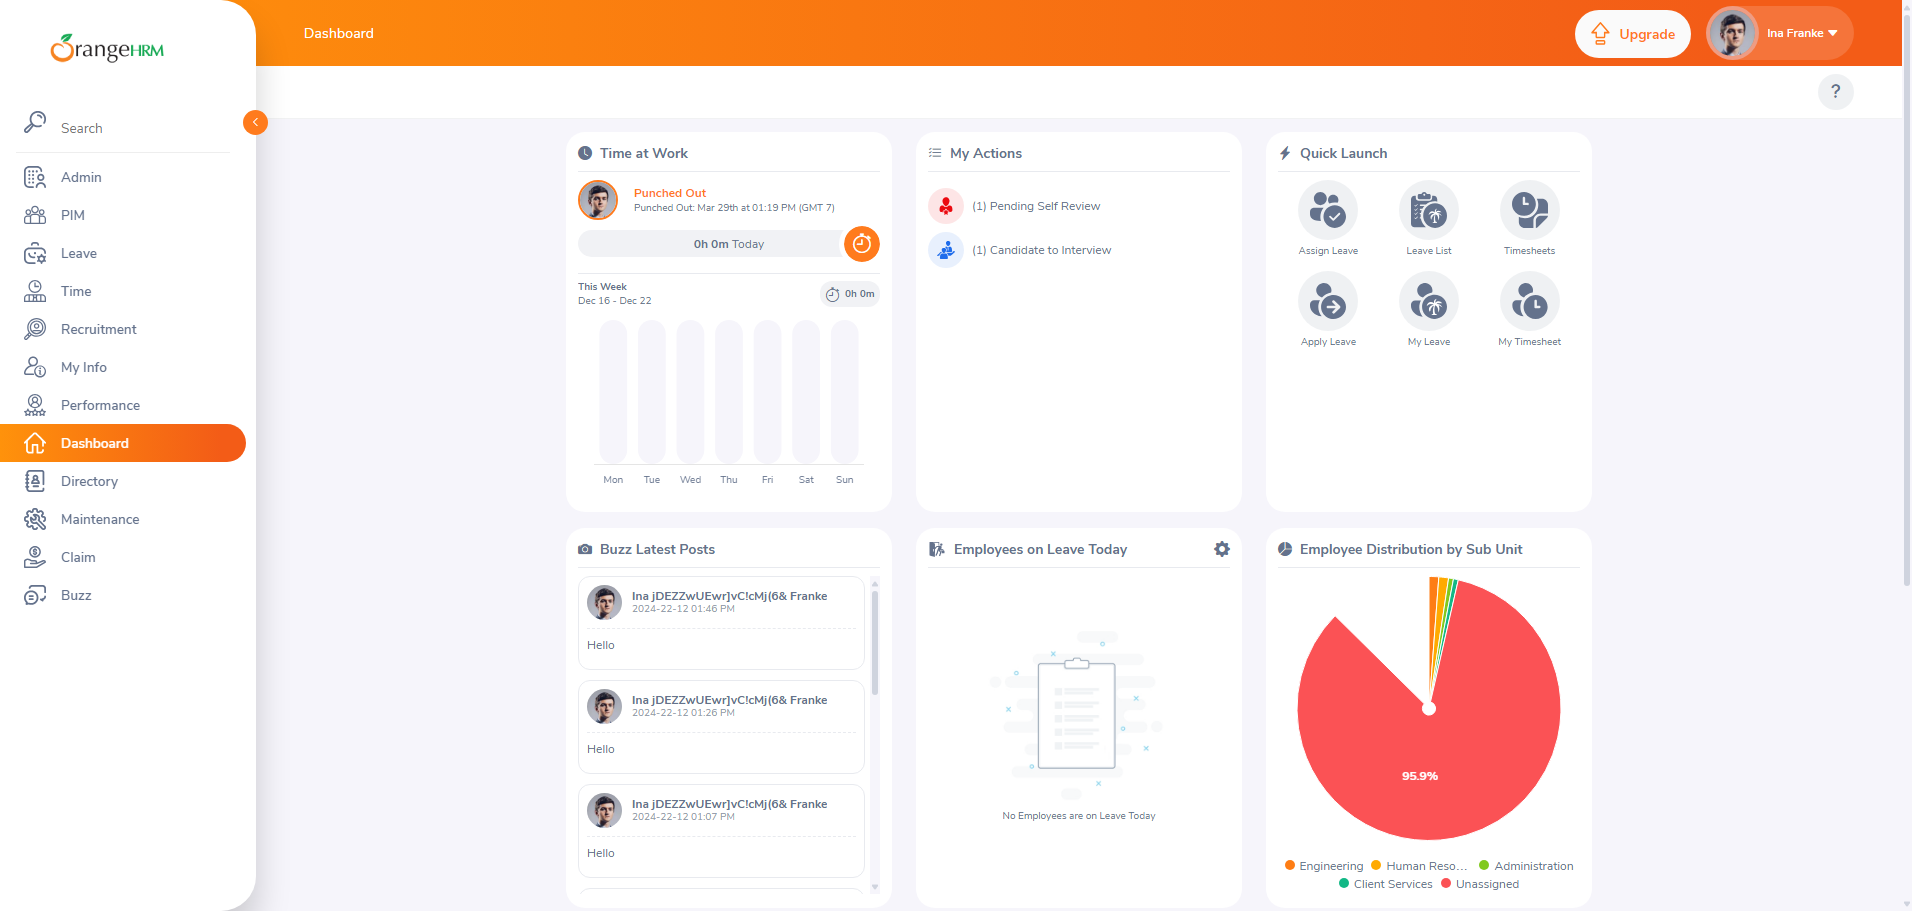 OrangeHRM
Dashboard
Upgrade
Ina Franke
?
Search
Admin
PIM
Leave
Time
Recruitment
My Info
Performance
Dashboard
Directory
Maintenance
Claim
Buzz
Time at Work
Punched Out
Punched Out: Mar 29th at 01:19 PM (GMT 7)
0h 0m Today
This Week
Dec 16 - Dec 22
0h 0m
Mon Tue Wed Thu Fri Sat Sun
My Actions
(1) Pending Self Review
(1) Candidate to Interview
Quick Launch
Assign Leave
Leave List
Timesheets
Apply Leave
My Leave
My Timesheet
Buzz Latest Posts
Ina jDEZZwUEwr]vC!cMj(6& Franke
2024-22-12 01:46 PM
Hello
Ina jDEZZwUEwr]vC!cMj(6& Franke
2024-22-12 01:26 PM
Hello
Ina jDEZZwUEwr]vC!cMj(6& Franke
2024-22-12 01:07 PM
Hello
Employees on Leave Today
No Employees are on Leave Today
Employee Distribution by Sub Unit
95.9%
Engineering Human Reso... Administration
Client Services Unassigned